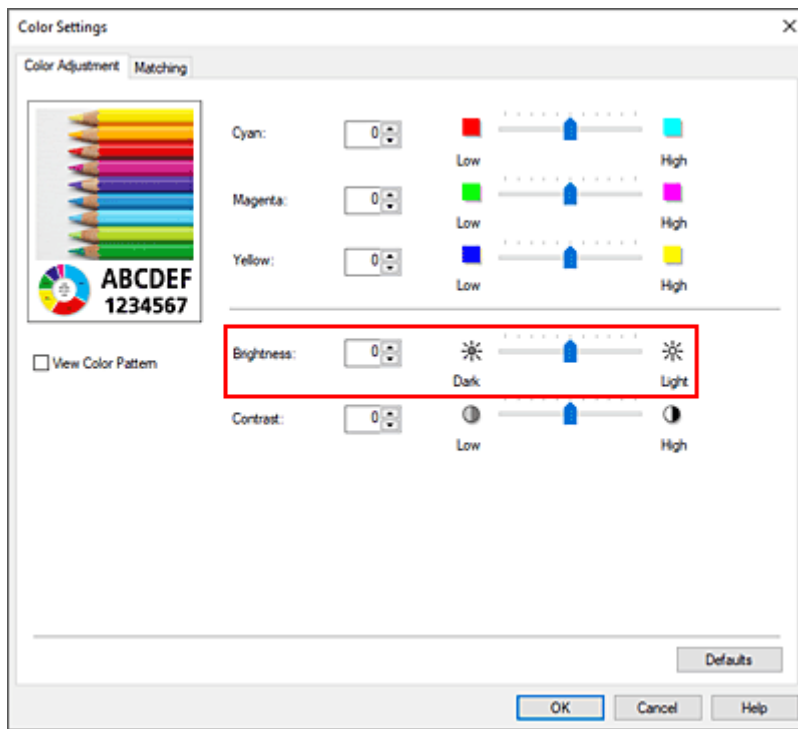 Color Settings
Color Adjustment Matching
Cyan: 0
Low High
Magenta: 0
Low High
Yellow: 0
Low High
ABCDEF
1234567
View Color Pattern
Brightness: 0
Dark Light
Contrast: 0
Low High
Defaults
OK Cancel Help